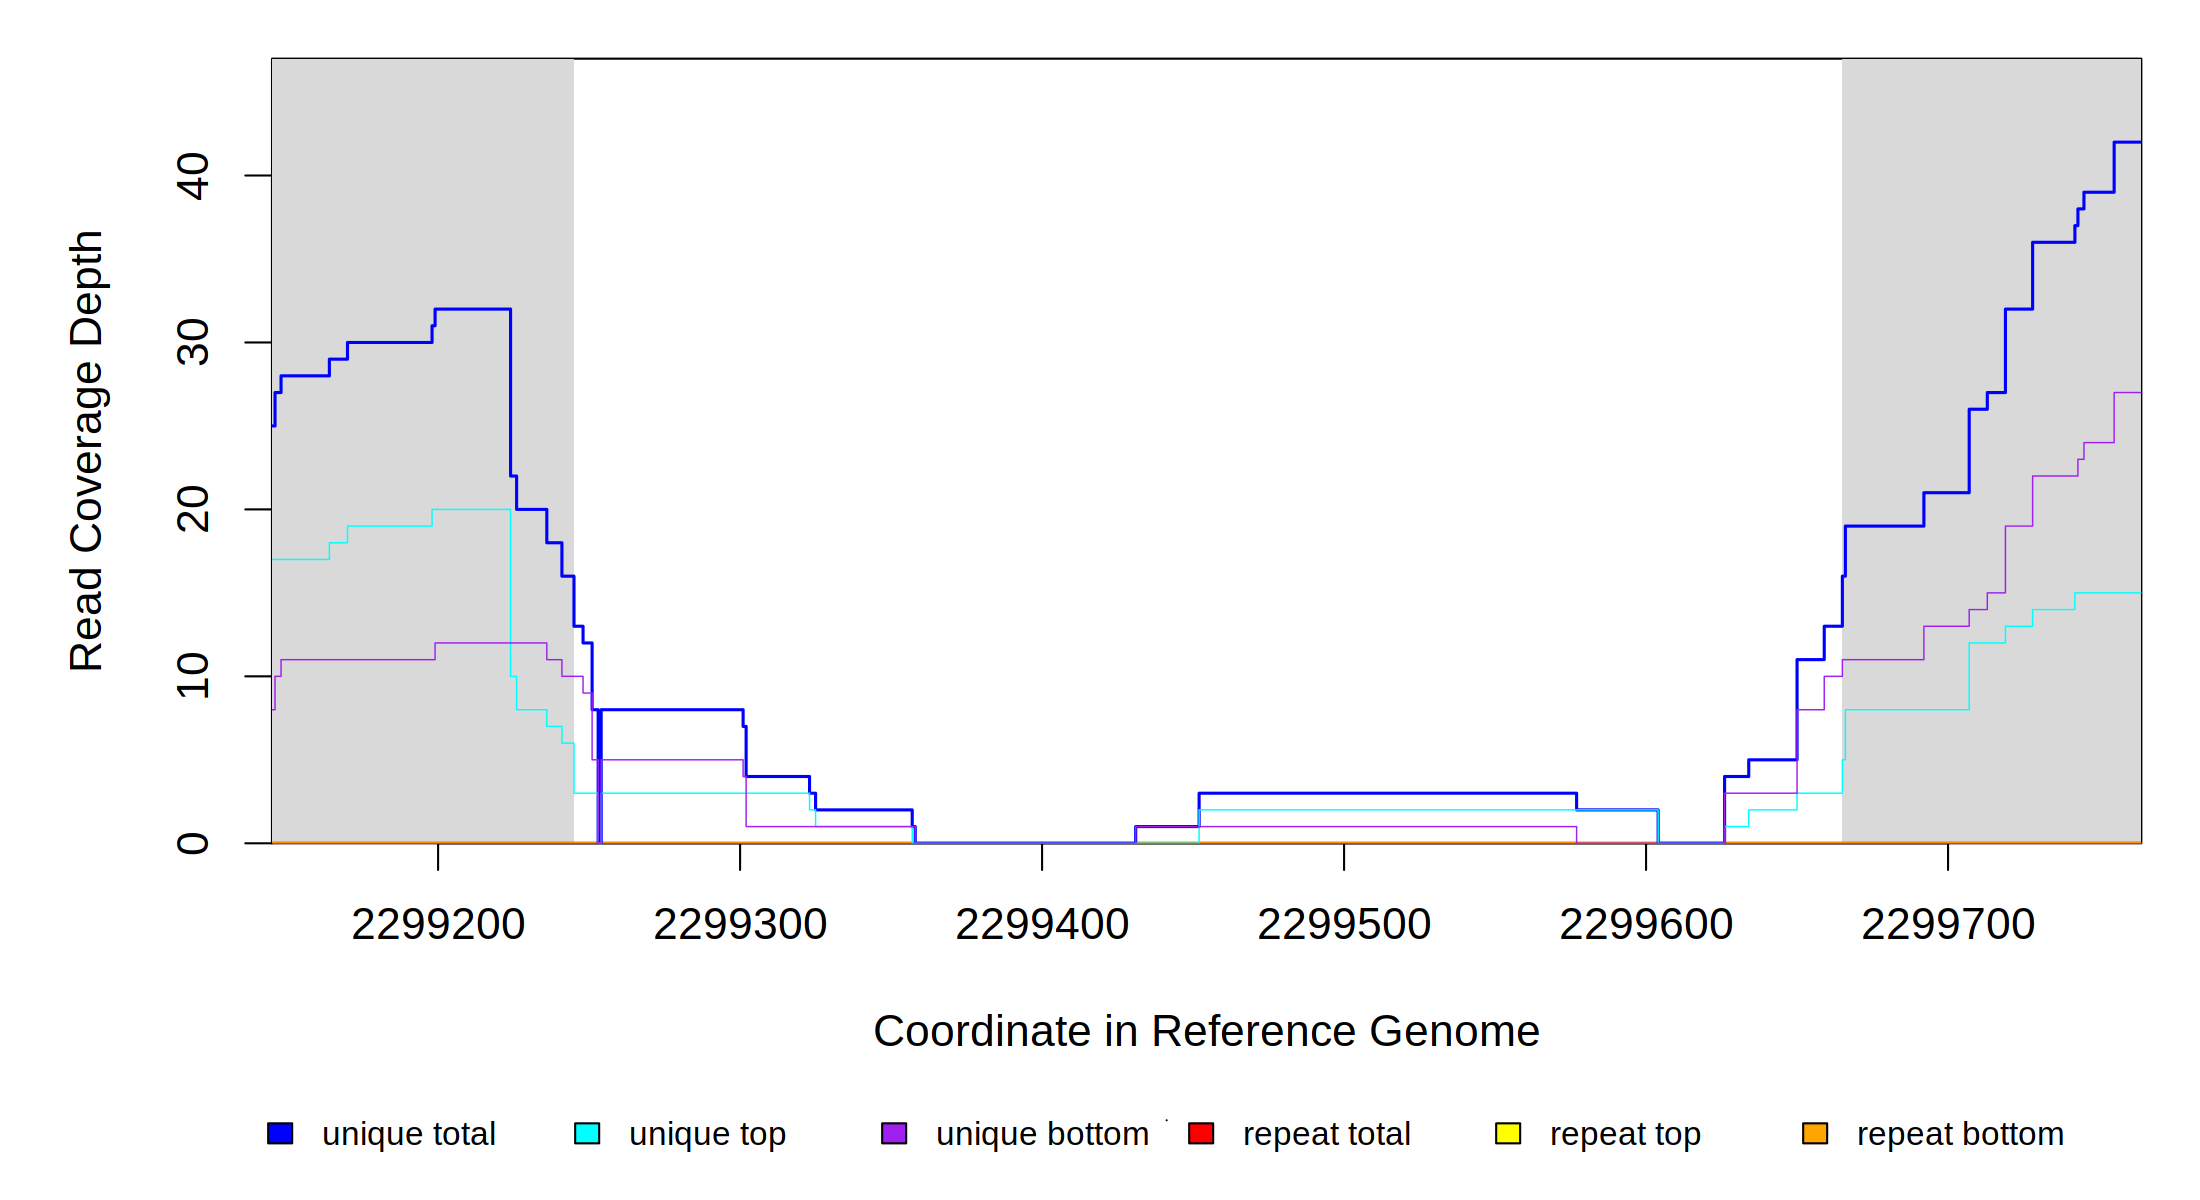 Read Coverage Depth
40
30
20
10
0
2299200 2299300 2299400 2299500 2299600 2299700
Coordinate in Reference Genome
unique total unique top unique bottom repeat total repeat top repeat bottom